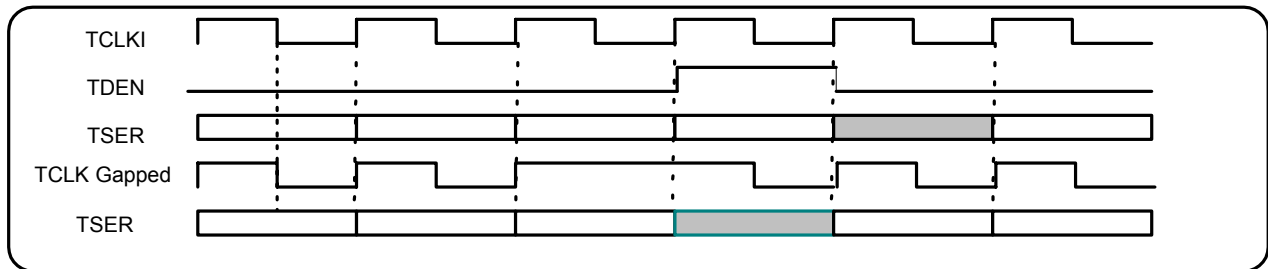 TCLKI
TDEN
TSER
TCLK Gapped
TSER